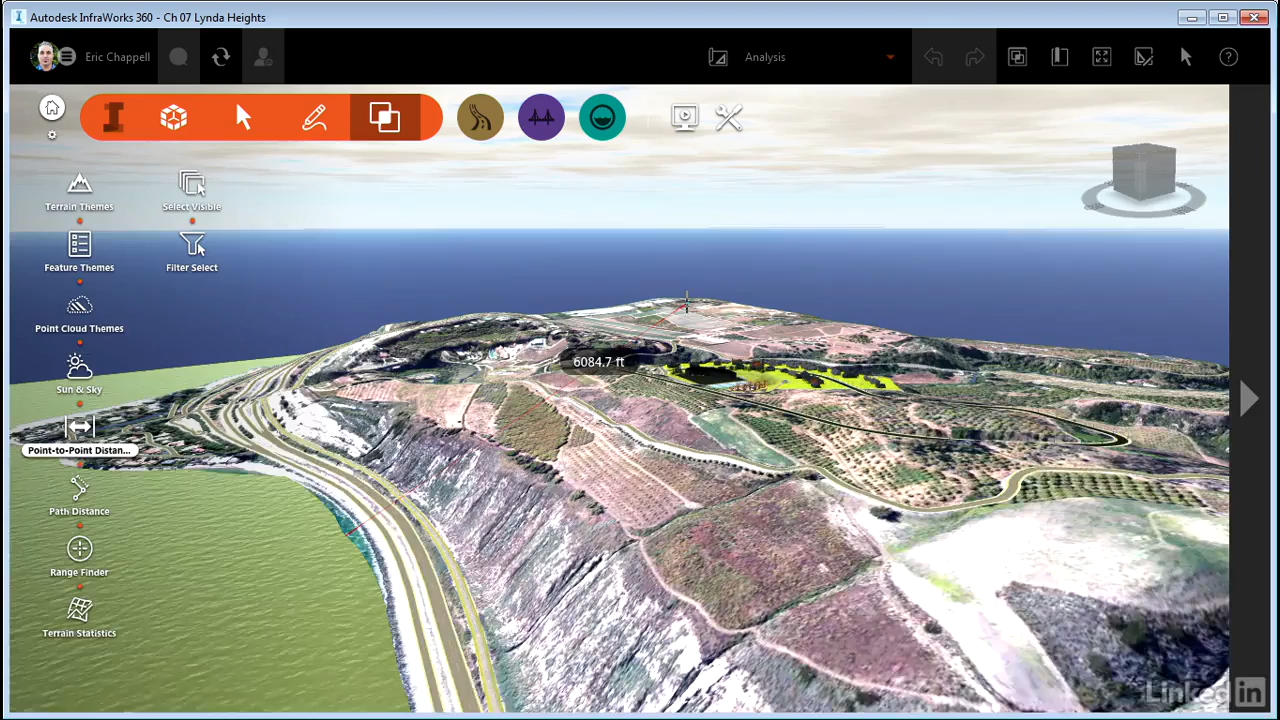 Autodesk InfraWorks 360 - Ch 07 Lynda Heights
Eric Chappell
Analysis
Terrain Themes
Select Visible
Feature Themes
Filter Select
Point Cloud Themes
Sun & Sky
6084.7 ft
Point-to-Point Distan...
Path Distance
Range Finder
Terrain Statistics
Linked in